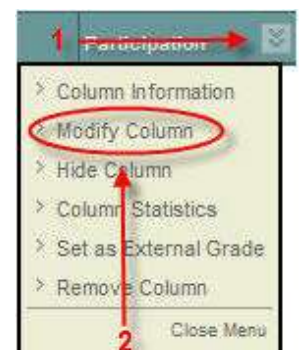 1 Participation
> Column Information
> Modify Column
> Hide Column
> Column Statistics
> Set as External Grade
> Remove Column
Close Menu
2